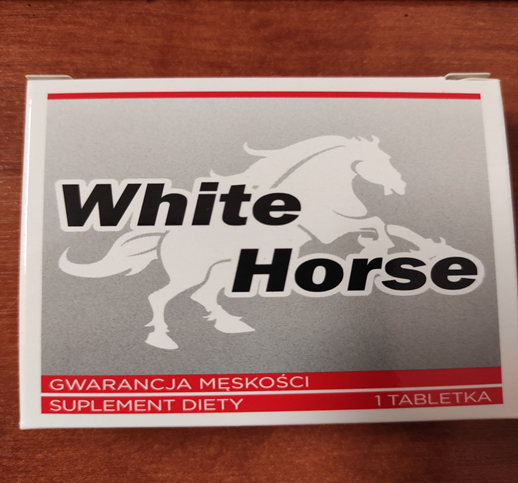 White
Horse
GWARANCJA MĘSKOŚCI
SUPLEMENT DIETY 1 TABLETKA